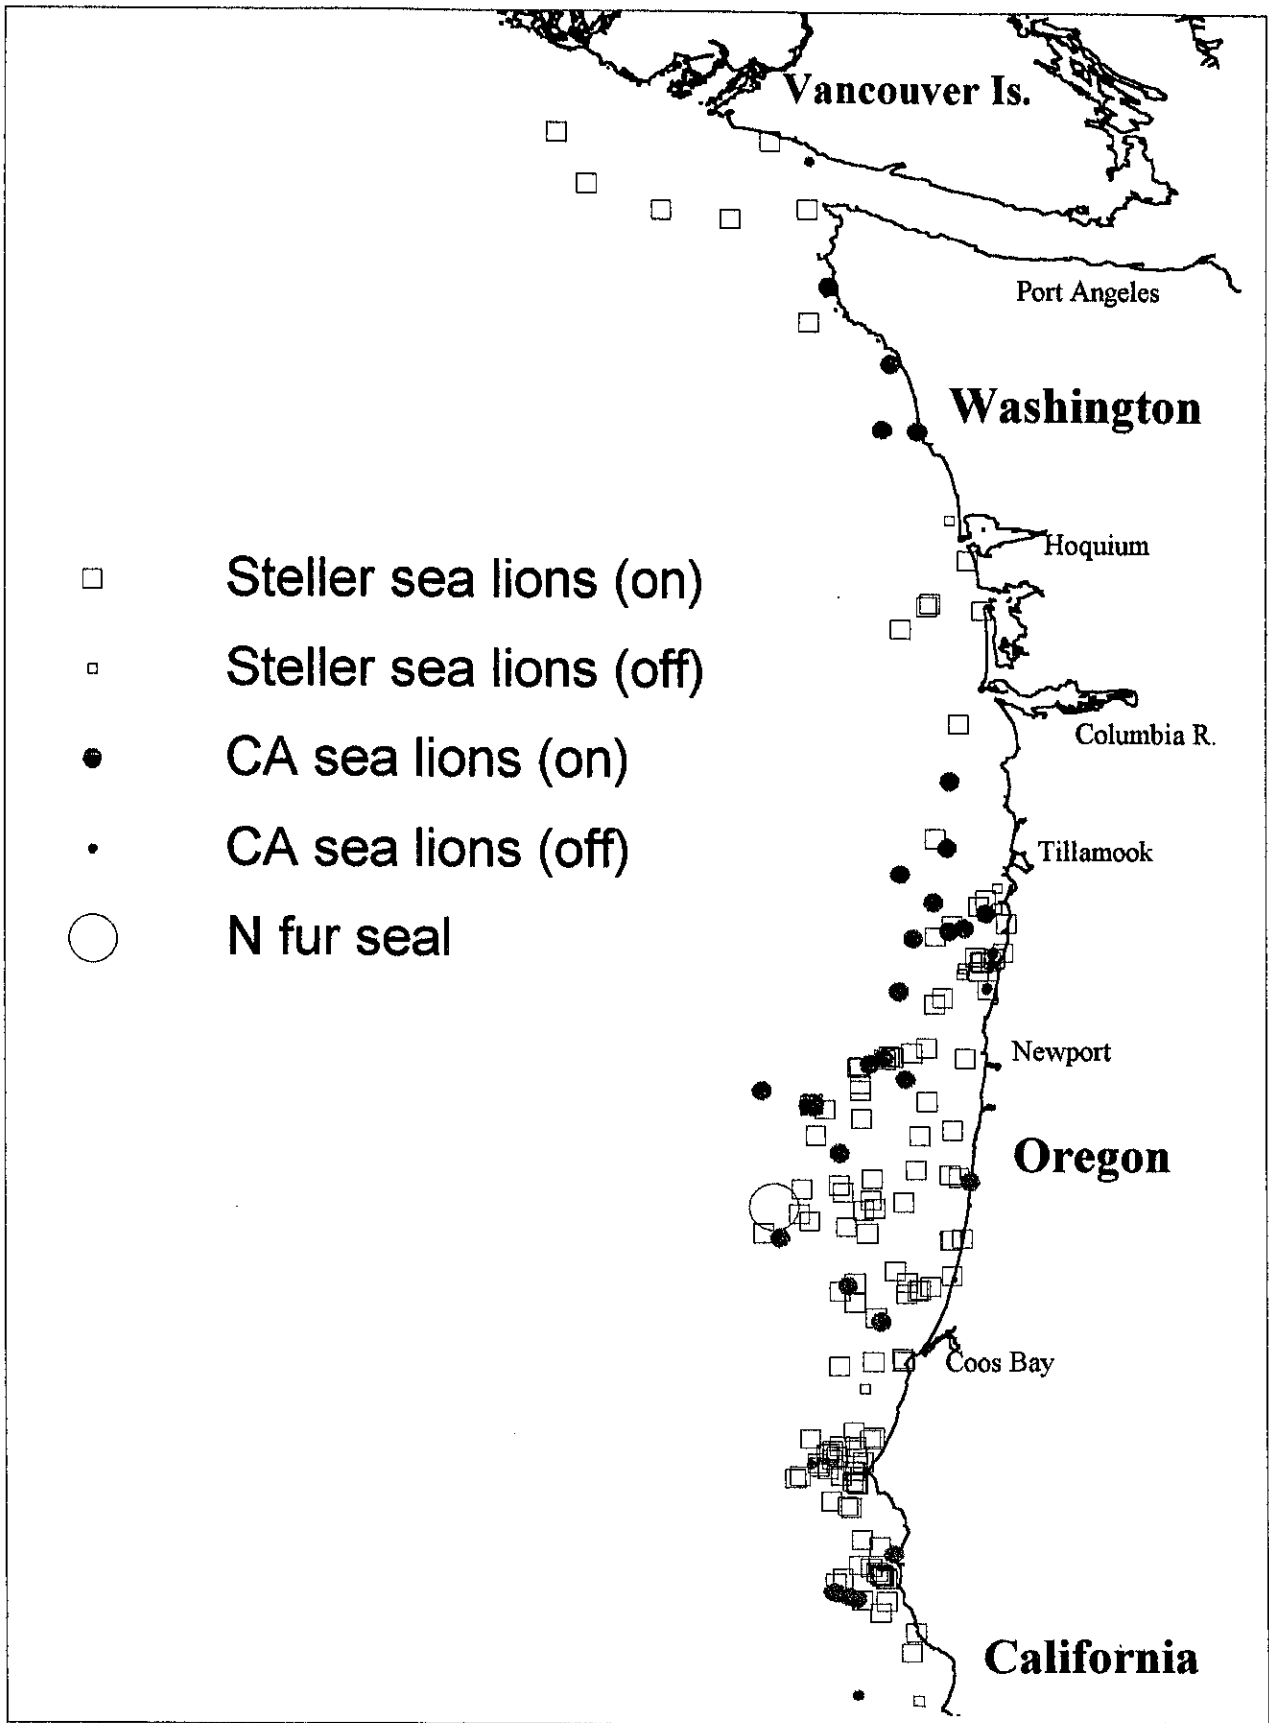 Vancouver Is.
Port Angeles
Washington
Hoquium
Steller sea lions (on)
Steller sea lions (off)
Columbia R.
CA sea lions (on)
CA sea lions (off)
Tillamook
N fur seal
Newport
Oregon
Coos Bay
California